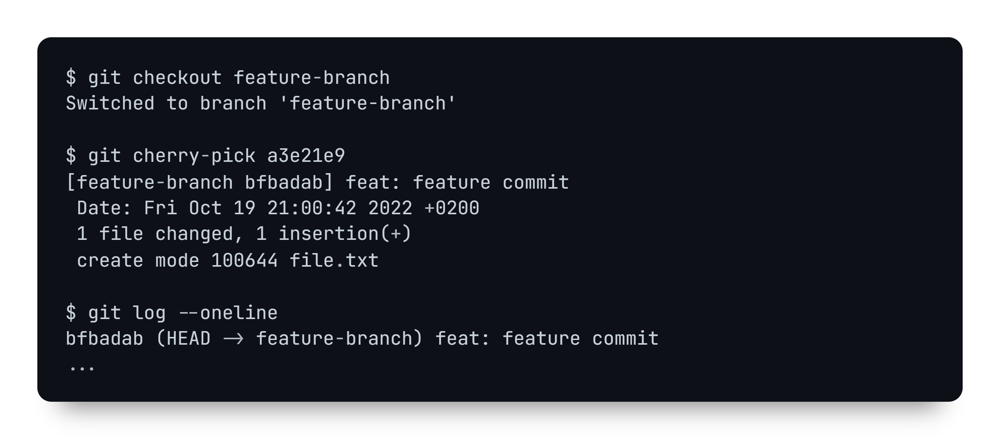 $ git checkout feature-branch
Switched to branch 'feature-branch'
$ git cherry-pick a3e21e9
[feature-branch bfbadab] feat: feature commit
 Date: Fri Oct 19 21:00:42 2022 +0200
 1 file changed, 1 insertion(+)
 create mode 100644 file.txt
$ git log --oneline
bfbadab (HEAD -> feature-branch) feat: feature commit
...